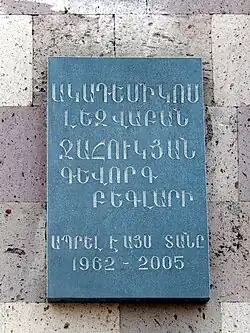 ԱԿԱԴԵՄԻԿՈՍ
ԼԵԶՎԱԲԱՆ
ՋԱՀՈՒԿՅԱՆ
ԳԵՎՈՐԳ
ԲԵԳԼԱՐԻ
ԱՊՐԵԼ Է ԱՅՍ ՏԱՆԸ
1962 - 2005